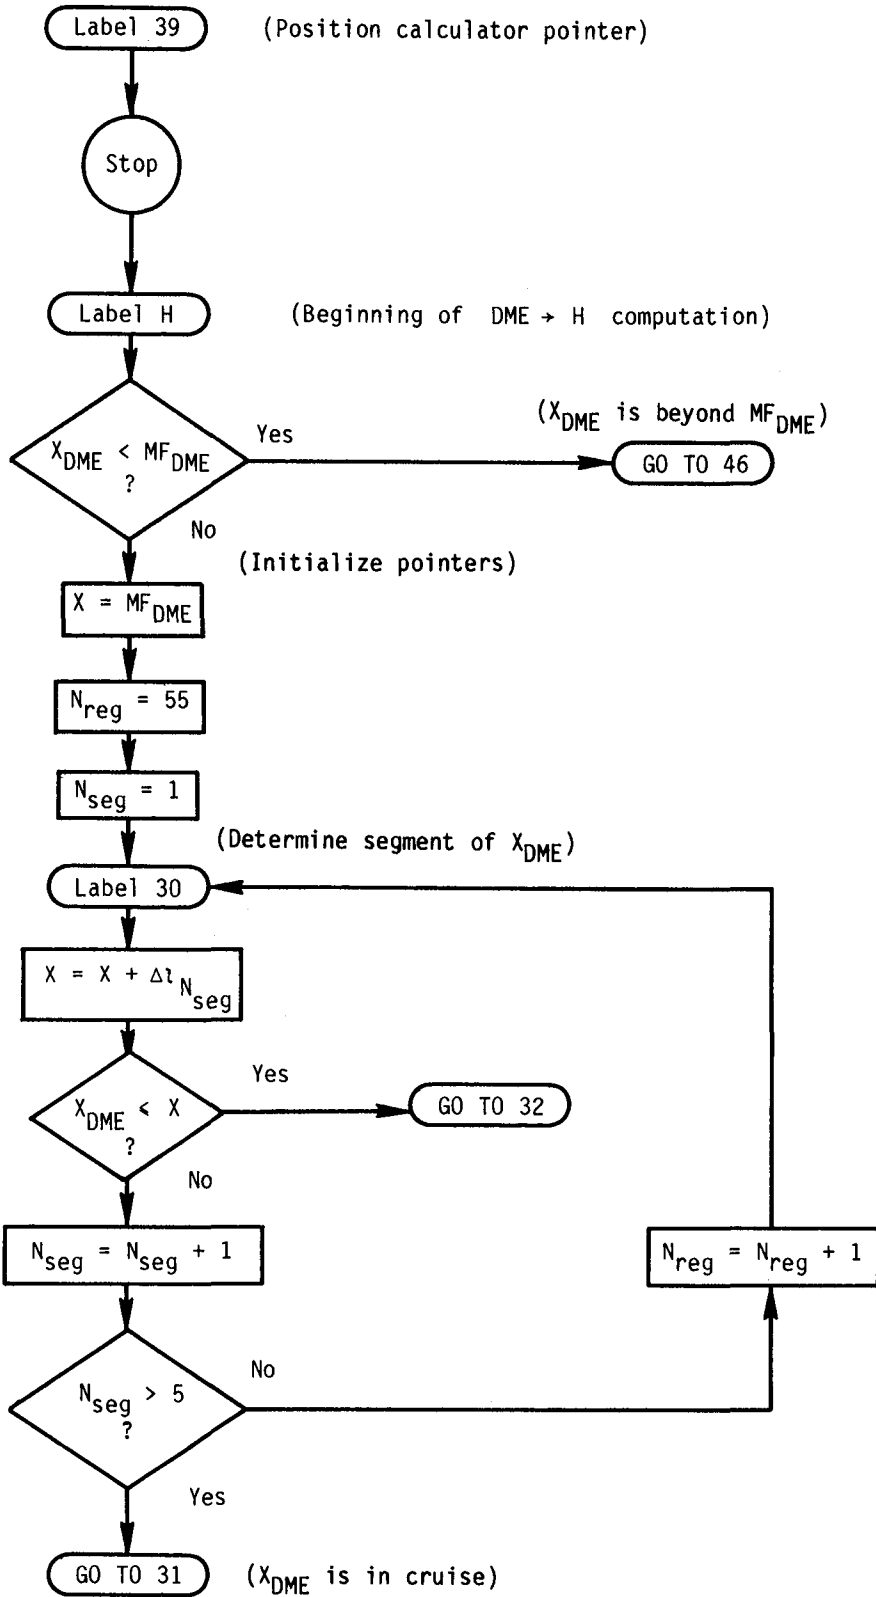 Label 39 (Position calculator pointer)
Stop
Label H (Beginning of DME → H computation)
(X_DME is beyond MF_DME)
X_DME < MF_DME
?
Yes
GO TO 46
No
(Initialize pointers)
X = MF_DME
N_reg = 55
N_seg = 1
(Determine segment of X_DME)
Label 30
X = X + Δl_N_seg
Yes
X_DME ≤ X
?
GO TO 32
No
N_seg = N_seg + 1
N_reg = N_reg + 1
No
N_seg > 5
?
Yes
GO TO 31 (X_DME is in cruise)